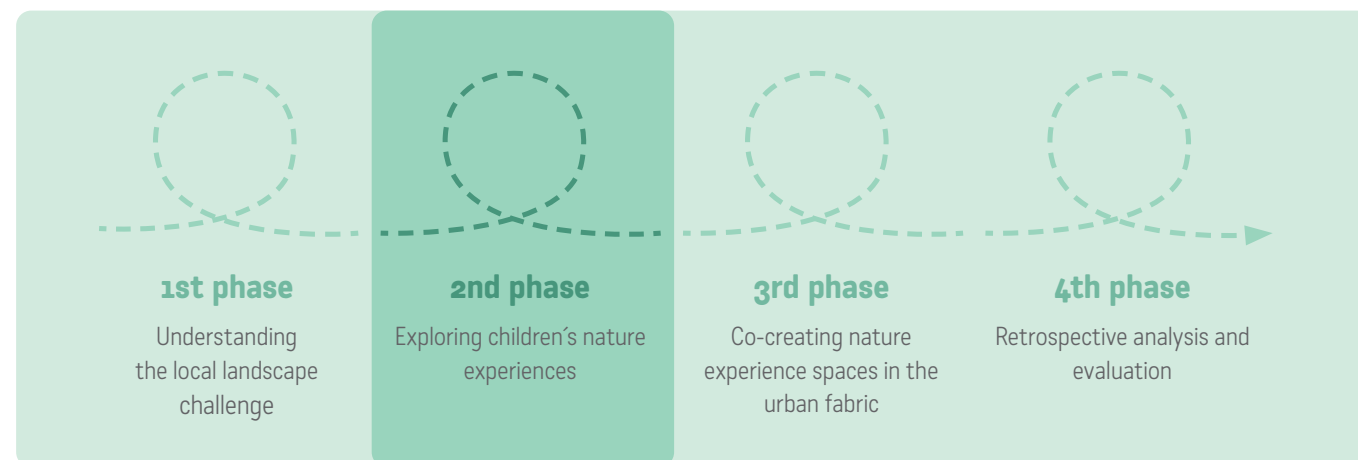 1st phase
Understanding
the local landscape
challenge
2nd phase
Exploring children´s nature
experiences
3rd phase
Co-creating nature
experience spaces in the
urban fabric
4th phase
Retrospective analysis and
evaluation